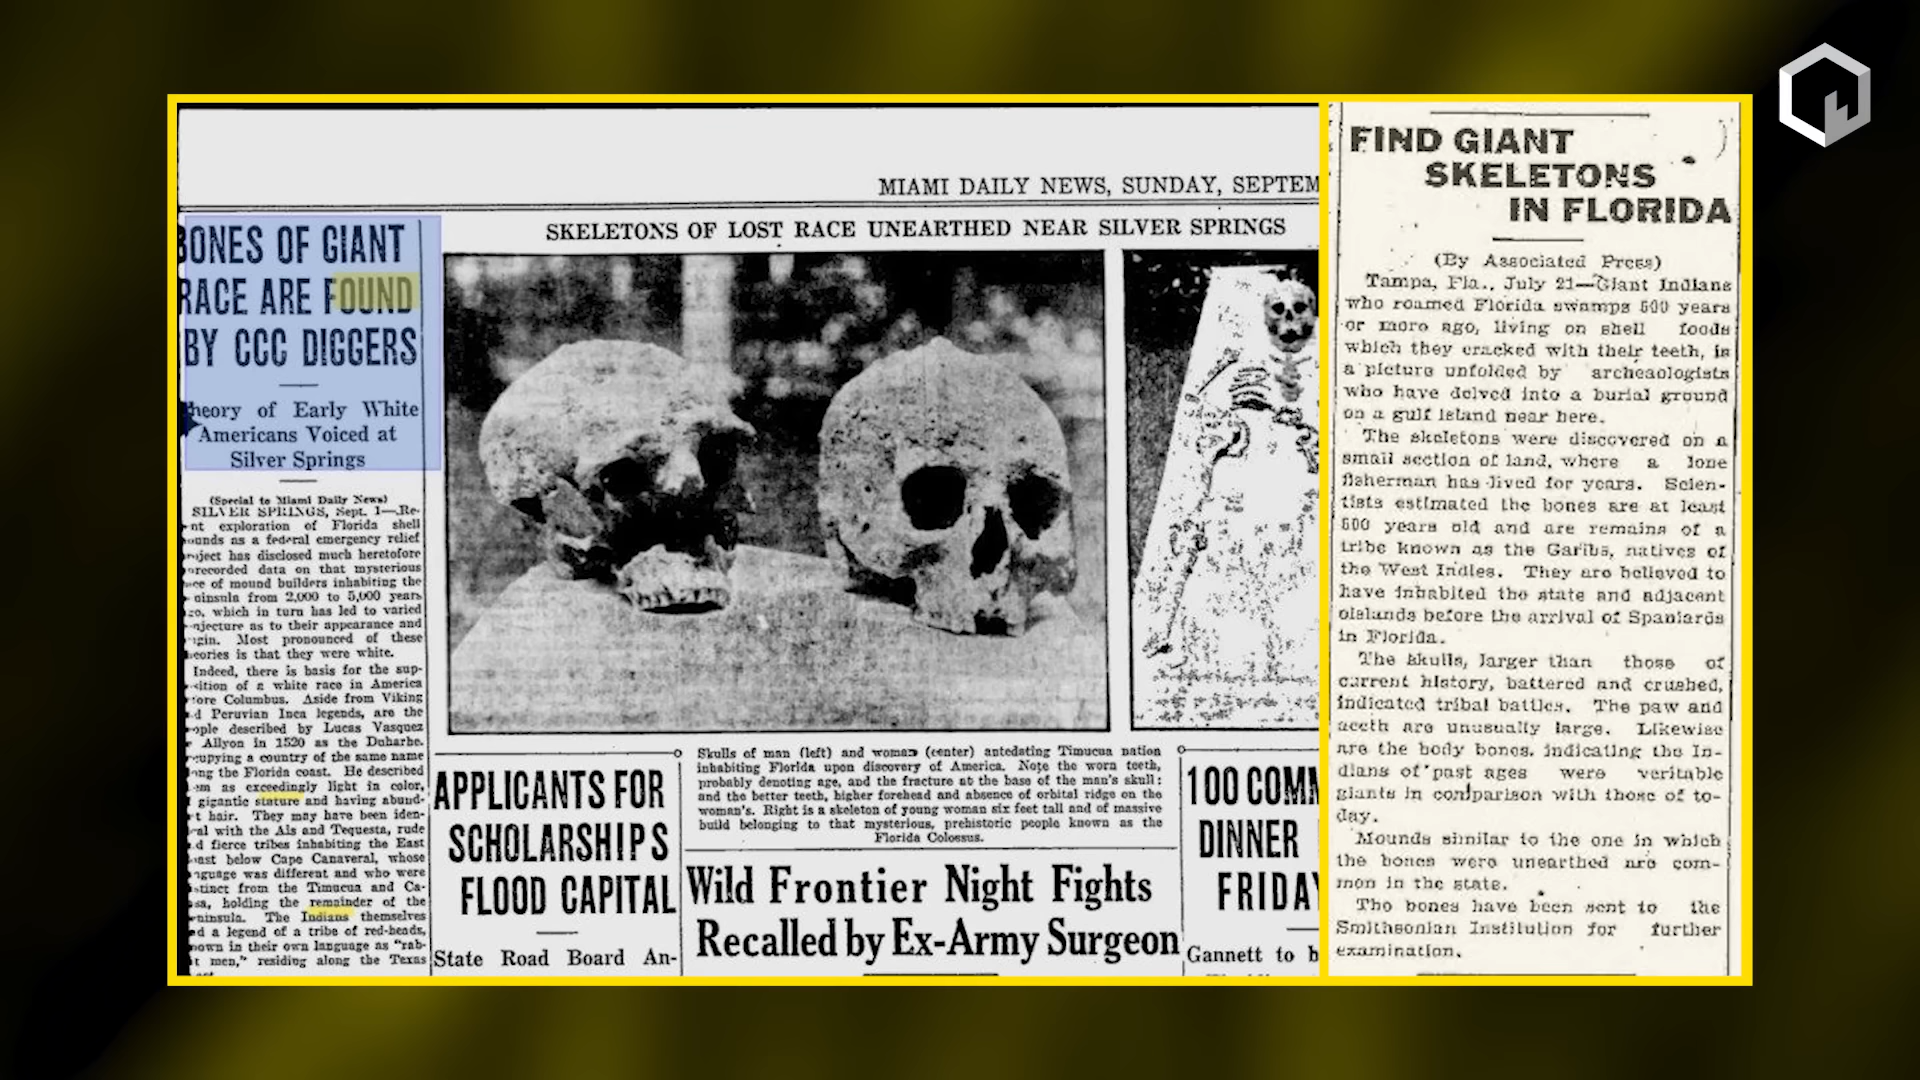 MIAMI DAILY NEWS, SUNDAY, SEPTEM
SKELETONS OF LOST RACE UNEARTHED NEAR SILVER SPRINGS
BONES OF GIANT
RACE ARE FOUND
BY CCC DIGGERS
heory of Early White
Americans Voiced at
Silver Springs
(Special to Miami Daily News)
SILVER SPRINGS, Sept. 1—Re-
nt exploration of Florida shell
ounds as a federal emergency relief
oject has disclosed much heretofore
recorded data on that mysterious
ce of mound builders inhabiting the
ninsula from 2,000 to 5,000 years
o, which in turn has led to varied
njecture as to their appearance and
gin. Most pronounced of these
eories is that they were white.
Indeed, there is basis for the sup-
sition of a white race in America
fore Columbus. Aside from Viking
d Peruvian Inca legends, are the
ople described by Lucas Vasquez
Allyon in 1520 as the Duharhe.
cupying a country of the same name
ng the Florida coast. He described
em as exceedingly light in color,
gigantic stature and having abund-
t hair. They may have been iden-
al with the Ais and Tequesta, rude
d fierce tribes inhabiting the East
ast below Cape Canaveral, whose
nguage was different and who were
stinct from the Timucua and Ca-
sa, holding the remainder of the
ninsula. The Indians themselves
d a legend of a tribe of red-heads,
own in their own language as "rab-
t men," residing along the Texas
APPLICANTS FOR
SCHOLARSHIPS
FLOOD CAPITAL
State Road Board An-
Skulls of man (left) and woman (center) antedating Timucua nation
inhabiting Florida upon discovery of America. Note the worn teeth,
probably denoting age, and the fracture at the base of the man's skull;
and the better teeth, higher forehead and absence of orbital ridge on the
woman's. Right is a skeleton of young woman six feet tall and of massive
build belonging to that mysterious, prehistoric people known as the
Florida Colossus.
Wild Frontier Night Fights
Recalled by Ex-Army Surgeon
100 COMM
DINNER
FRIDAY
Gannett to b
FIND GIANT
SKELETONS
IN FLORIDA
(By Associated Press)
Tampa, Fla., July 21—Giant Indians
who roamed Florida swamps 500 years
or more ago, living on shell foods
which they cracked with their teeth, is
a picture unfolded by archeaologists
who have delved into a burial ground
on a gulf island near here.
The skeletons were discovered on a
small section of land, where a lone
fisherman has lived for years. Scien-
tists estimated the bones are at least
500 years old and are remains of a
tribe known as the Garibs, natives of
the West Indies. They are believed to
have inhabited the state and adjacent
oislands before the arrival of Spaniards
in Florida.
The skulls, larger than those of
current history, battered and crushed,
indicated tribal battles. The paw and
aeeth are unusually large. Likewise
are the body bones, indicating the In-
dians of past ages were veritable
giants in comparison with those of to-
day.
Mounds similar to the one in which
the bones were unearthed are com-
mon in the state.
The bones have been sent to the
Smithsonian Institution for further
examination.